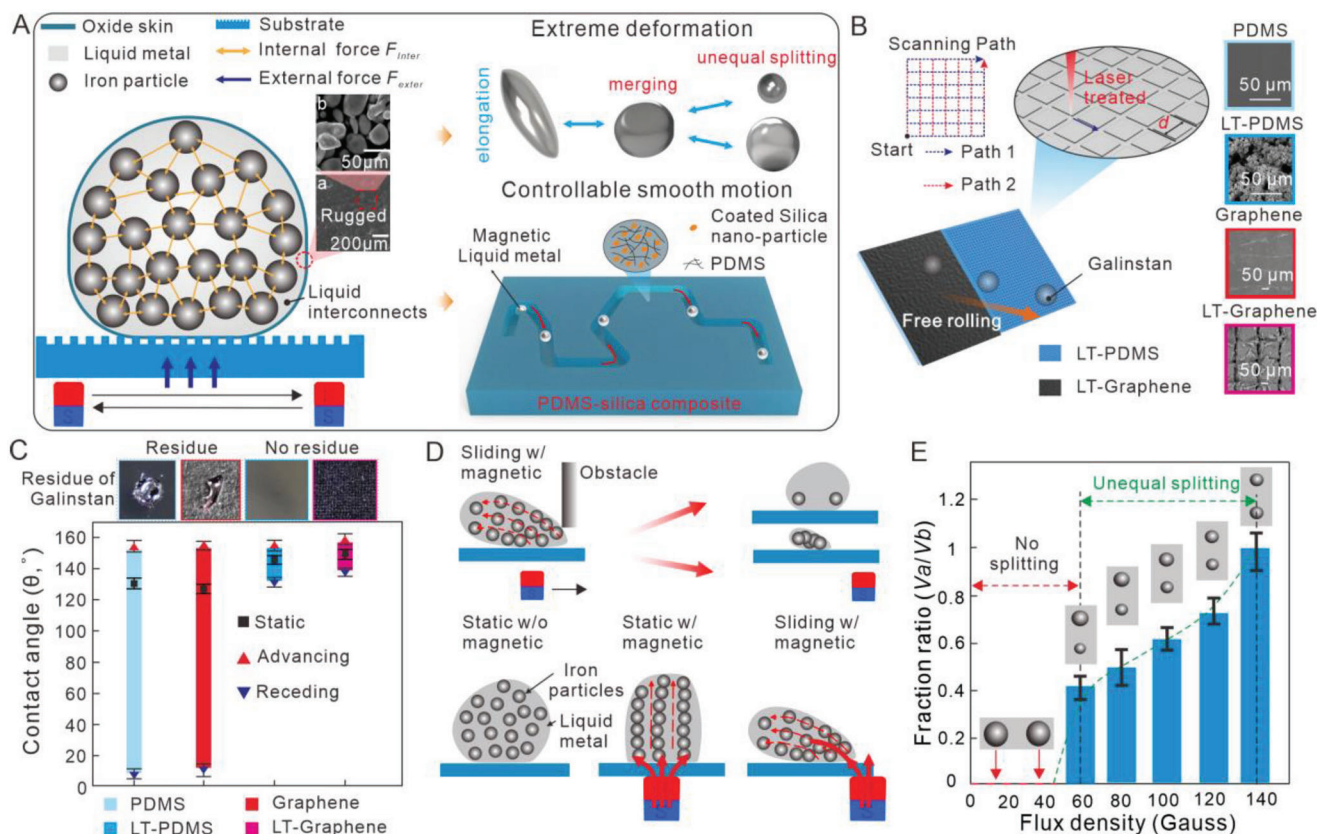 A
Oxide skin
Substrate
Liquid metal
Internal force F_Inter
Iron particle
External force F_exter
b
50μm
a
Rugged
200μm
Liquid
interconnects
S
S
Extreme deformation
elongation
merging
unequal splitting
Controllable smooth motion
Magnetic
Liquid metal
Coated Silica
nano-particle
PDMS
PDMS-silica composite
B
Scanning Path
Start
Path 1
Path 2
Laser
treated
d
Galinstan
Free rolling
LT-PDMS
LT-Graphene
PDMS
50 μm
LT-PDMS
50 μm
Graphene
50
μm
LT-Graphene
50
μm
C
Residue
No residue
Residue of
Galinstan
Contact angle (θ, °)
160
140
120
100
80
60
40
20
0
Static
Advancing
Receding
PDMS
Graphene
LT-PDMS
LT-Graphene
D
Sliding w/
magnetic
Obstacle
Static w/o
magnetic
Static w/
magnetic
Sliding w/
magnetic
Iron
particles
Liquid
metal
S
S
E
Fraction ratio (Va/Vb)
1.2
1
0.8
0.6
0.4
0.2
0
Unequal splitting
No
splitting
0
20
40
60
80
100
120
140
Flux density (Gauss)